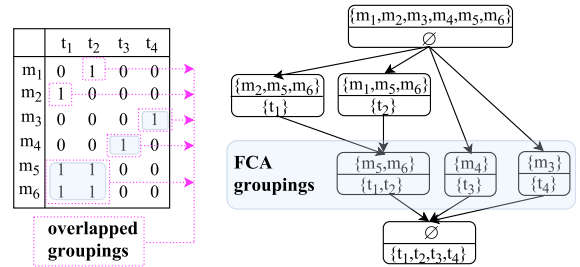 t₁ t₂ t₃ t₄
m₁ 0 1 0 0
m₂ 1 0 0 0
m₃ 0 0 0 1
m₄ 0 0 1 0
m₅ 1 1 0 0
m₆ 1 1 0 0
overlapped
groupings
{m₁,m₂,m₃,m₄,m₅,m₆}
∅
{m₂,m₅,m₆}
{t₁}
{m₁,m₅,m₆}
{t₂}
FCA
groupings
{m₅,m₆}
{t₁,t₂}
{m₄}
{t₃}
{m₃}
{t₄}
∅
{t₁,t₂,t₃,t₄}